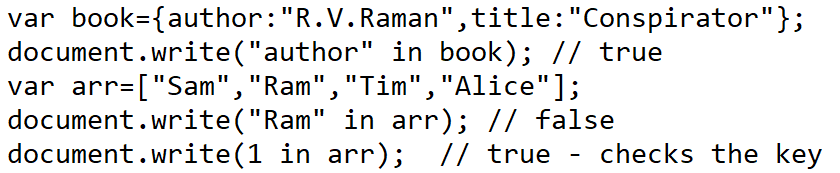 var book={author:"R.V.Raman",title:"Conspirator"};
document.write("author" in book); // true
var arr=["Sam","Ram","Tim","Alice"];
document.write("Ram" in arr); // false
document.write(1 in arr);  // true - checks the key